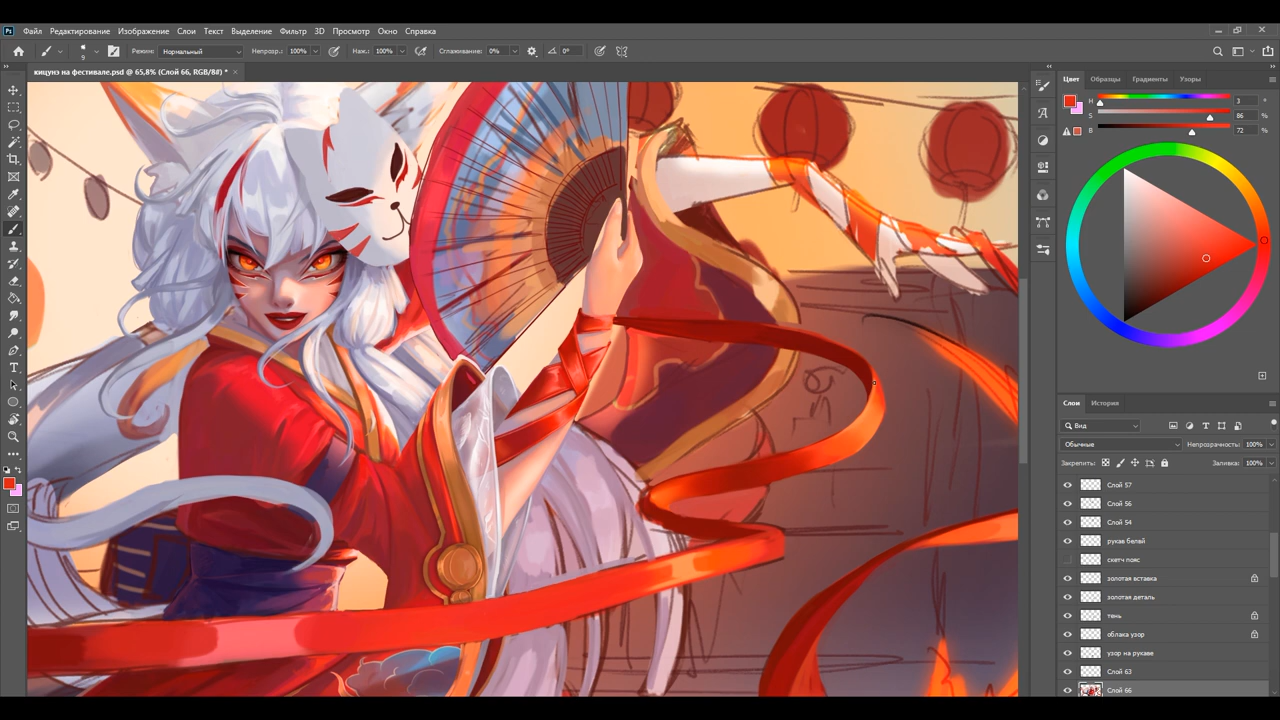 Ps Файл Редактирование Изображение Слои Текст Выделение Фильтр 3D Просмотр Окно Справка
9 Режим: Нормальный Непрозр.: 100% Наж.: 100% Сглаживание: 0% 0°
кицунэ на фестивале.psd @ 65,8% (Слой 66, RGB/8#) *
Цвет Образцы Градиенты Узоры
H 3 °
S 86 %
B 72 %
Слои История
Вид
Обычные Непрозрачность: 100%
Закрепить: Заливка: 100%
Слой 57
Слой 56
Слой 54
рукав белвй
скетч пояс
золотая вставка
золотая деталь
тень
облака узор
узор на рукаве
Слой 63
Слой 66